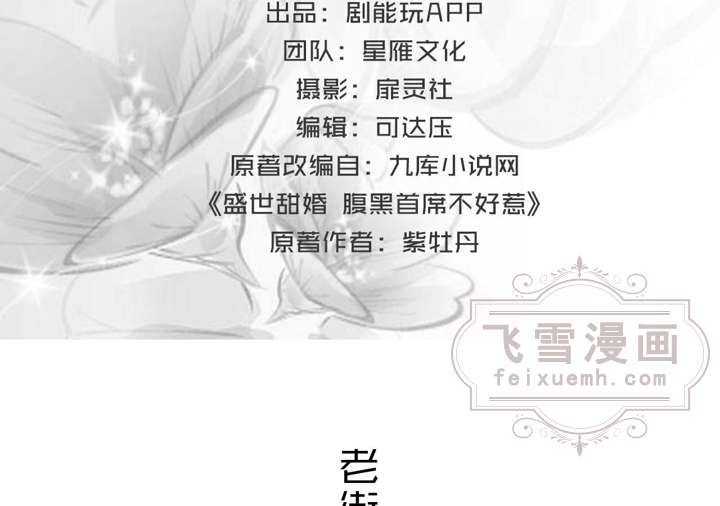 出品：剧能玩APP
团队：星雁文化
摄影：扉灵社
编辑：可达压
原著改编自：九库小说网
《盛世甜婚 腹黑首席不好惹》
原著作者：紫牡丹
飞雪漫画
feixuemh.com
老